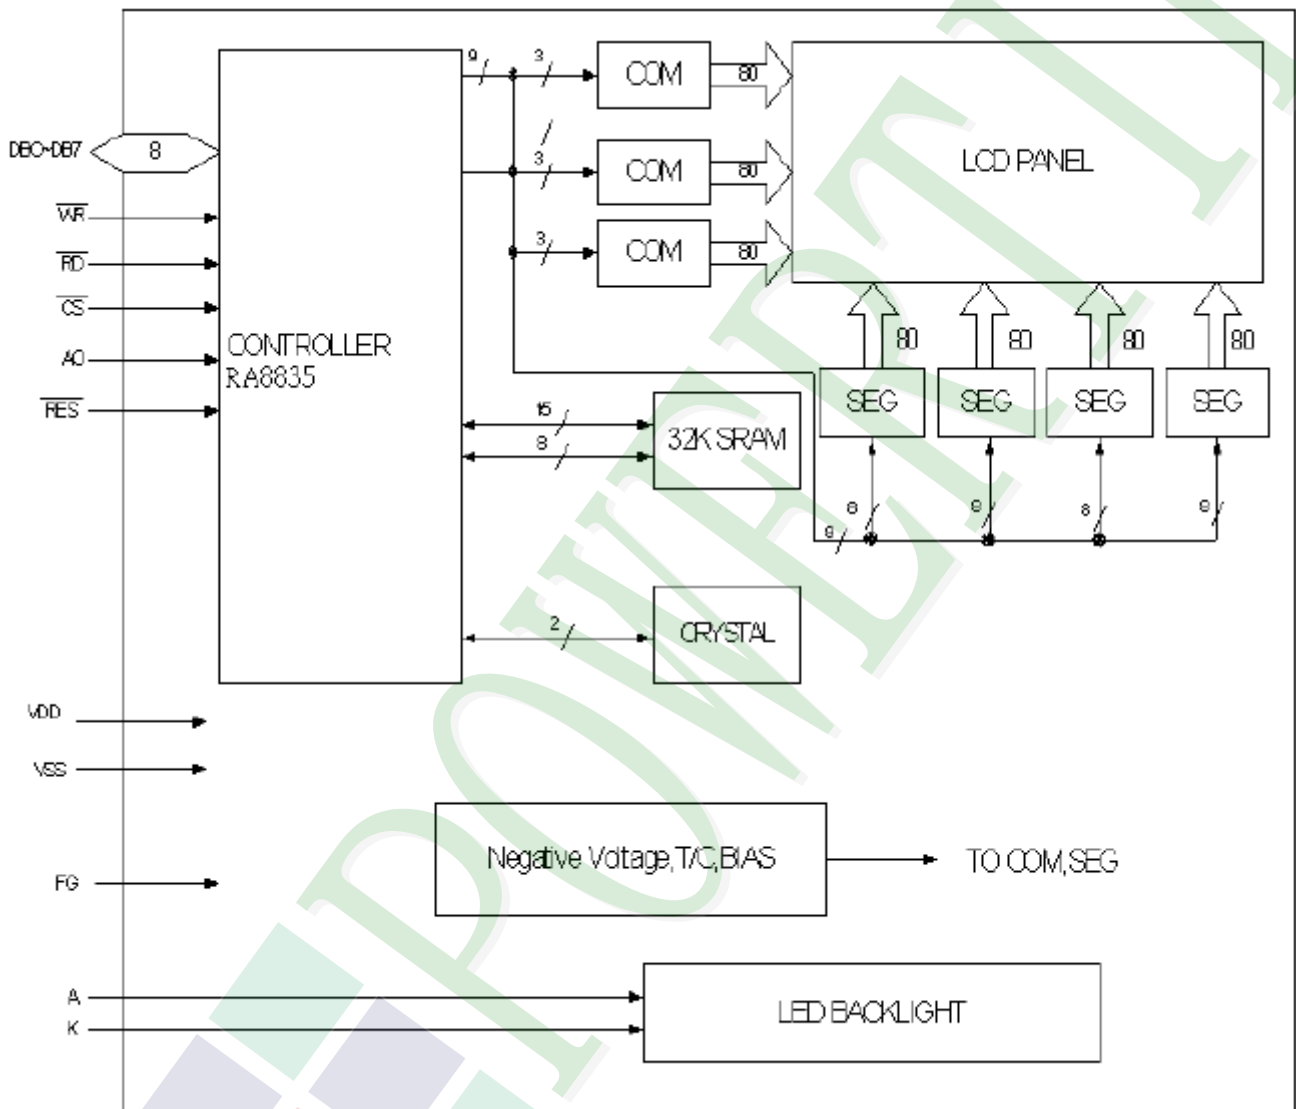 9
3
COM
80
LCD PANEL
DB0~DB7
8
3
COM
80
WR
3
COM
80
RD
CS
CONTROLLER
RA8835
A0
RES
80
80
80
80
SEG
SEG
SEG
SEG
15
8
32K SRAM
8
8
9
2
CRYSTAL
VDD
VSS
Negative Voltage,T/C,BIAS
TO COM,SEG
FG
A
K
LED BACKLIGHT
POWERTI